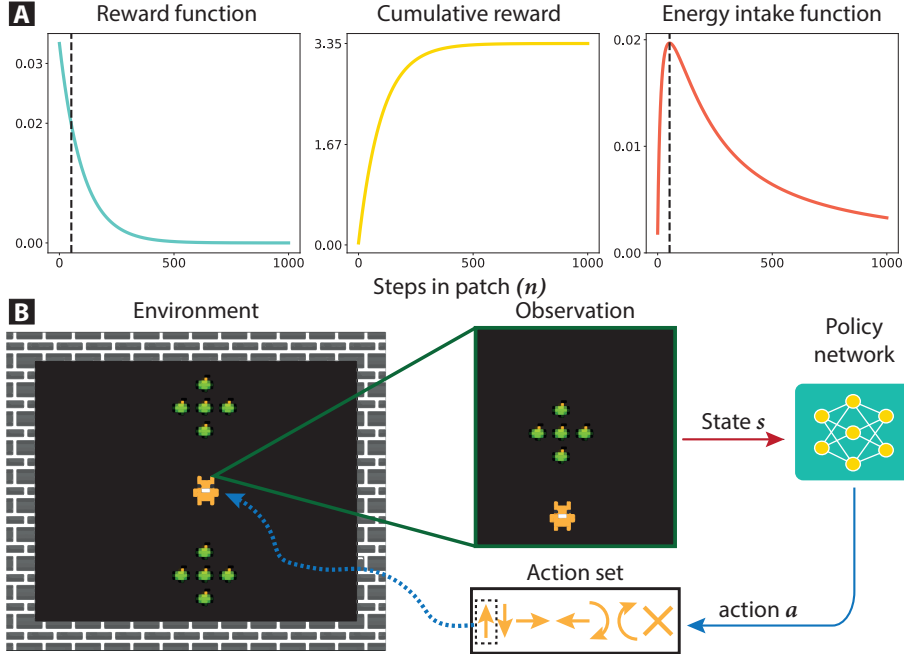 A
Reward function
Cumulative reward
Energy intake function
0.03
0.02
0.00
0
500
1000
3.35
1.67
0.00
0
500
1000
0.02
0.01
0.00
0
500
1000
Steps in patch (n)
B
Environment
Observation
Policy
network
State s
Action set
action a